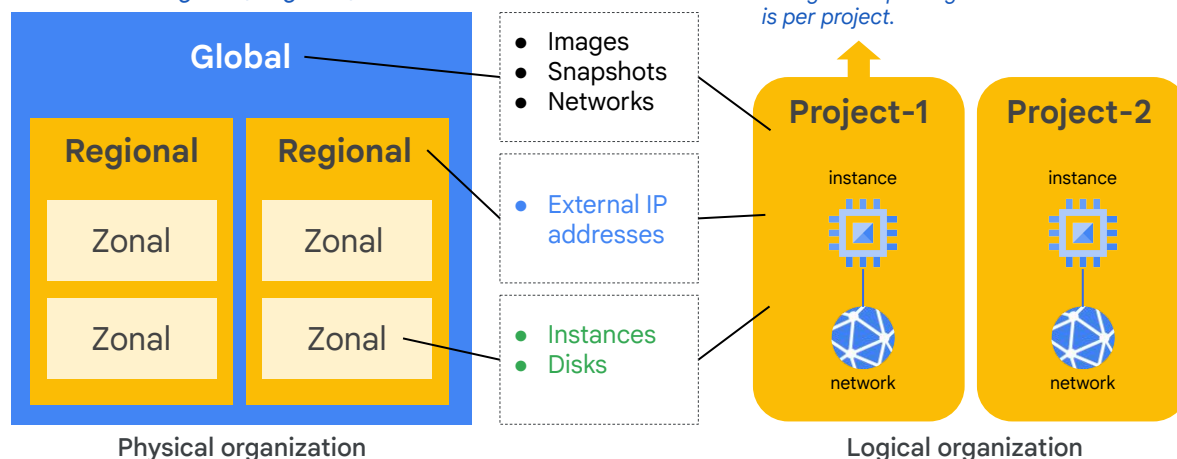 is per project.
Global
Regional
Zonal
Zonal
Regional
Zonal
Zonal
Physical organization
● Images
● Snapshots
● Networks
● External IP
addresses
● Instances
● Disks
Project-1
instance
network
Project-2
instance
network
Logical organization